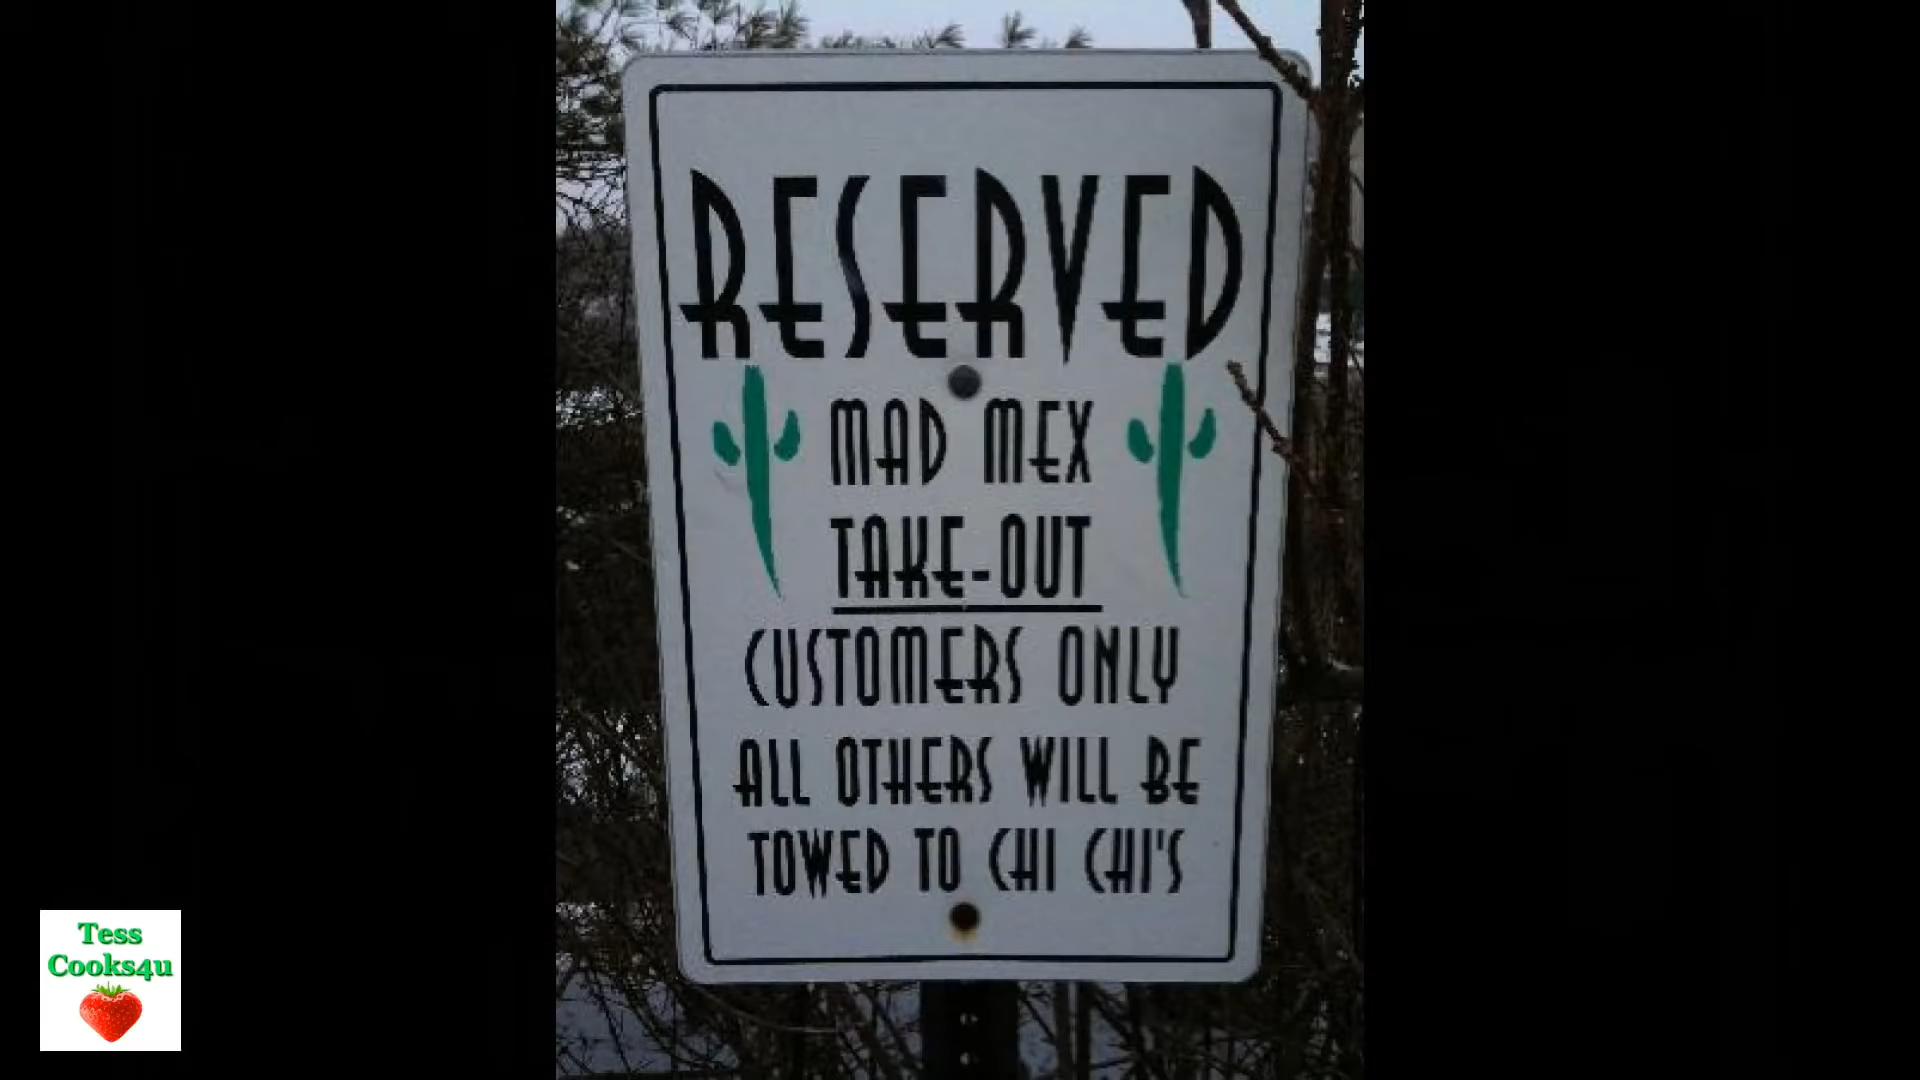 RESERVED
MAD MEX
TAKE-OUT
CUSTOMERS ONLY
ALL OTHERS WILL BE
TOWED TO CHI CHI'S
Tess
Cooks4u